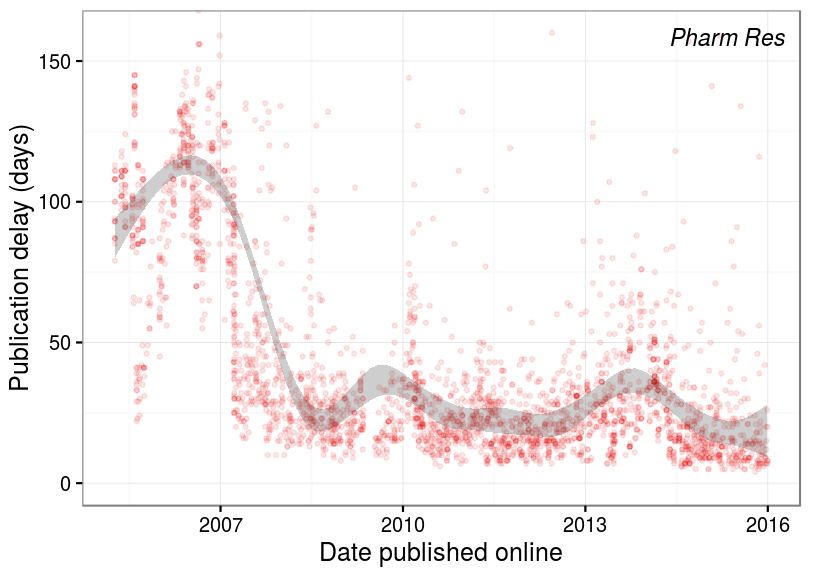 Pharm Res
150
100
50
0
Publication delay (days)
2007 2010 2013 2016
Date published online